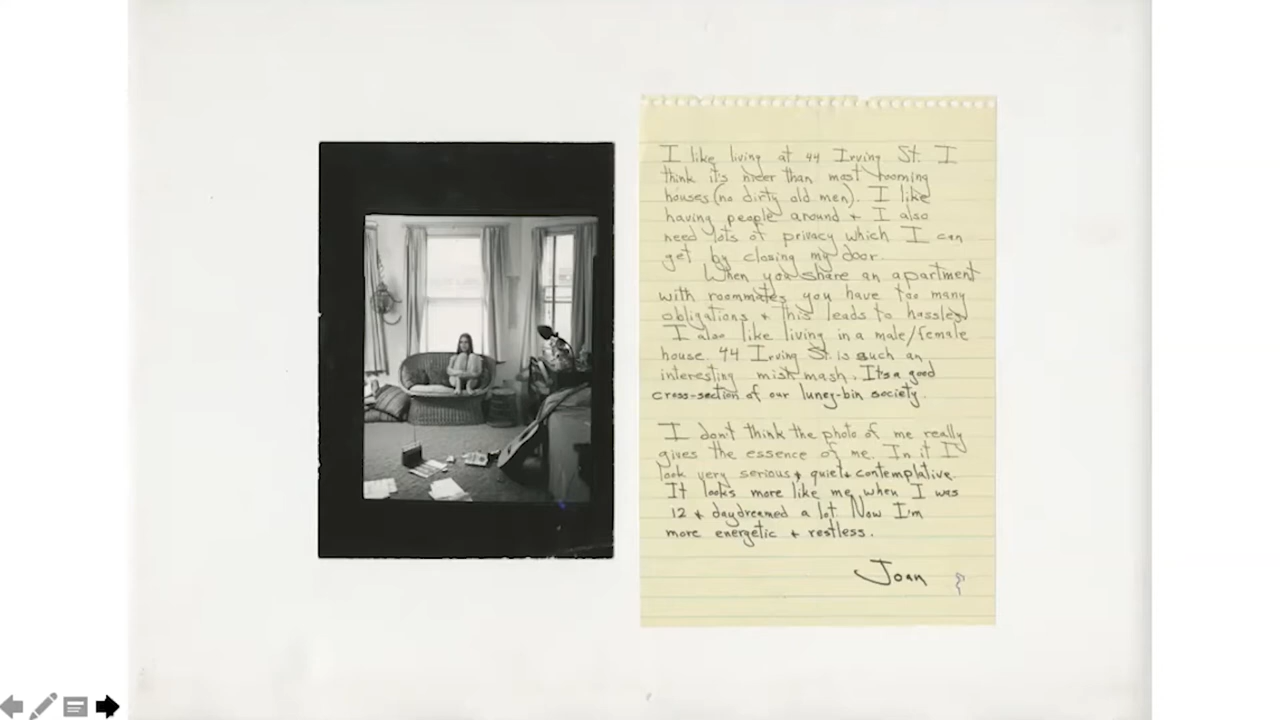 I like living at 44 Irving St. I
think it's nicer than most rooming
houses (no dirty old men). I like
having people around + I also
need lots of privacy which I can
get by closing my door.
When you share an apartment
with roommates you have too many
obligations + this leads to hassles.
I also like living in a male/female
house. 44 Irving St. is such an
interesting mish mash. Its a good
cross-section of our luney-bin society.
I don't think the photo of me really
gives the essence of me. In it I
look very serious + quiet + contemplative.
It looks more like me when I was
12 + daydreamed a lot. Now I'm
more energetic + restless.
Joan